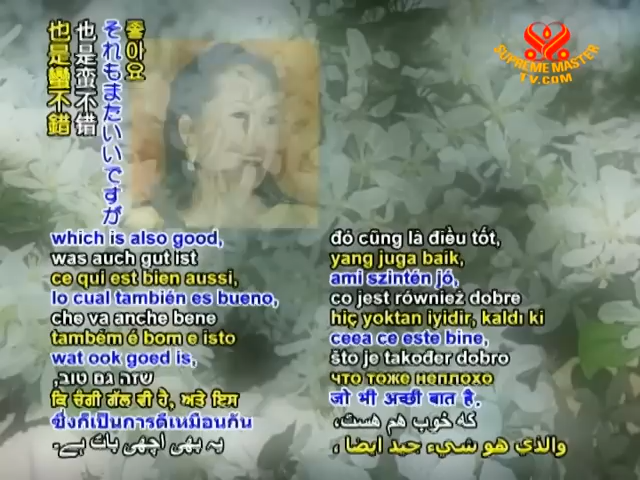 좋아요
それもまたいいですが
也是蛮不错
也是蠻不錯
SUPREME MASTER
TV.COM
which is also good,
was auch gut ist
ce qui est bien aussi,
lo cual también es bueno,
che va anche bene
também é bom e isto
wat ook goed is,
שזה גם טוב,
ਕਿ ਚੰਗੀ ਗੱਲ ਵੀ ਹੈ, ਅਤੇ ਇਸ
ซึ่งก็เป็นการดีเหมือนกัน
یہ بھی اچھی بات ہے۔
đó cũng là điều tốt,
yang juga baik,
ami szintén jó,
co jest również dobre
hiç yoktan iyidir, kaldı ki
ceea ce este bine,
što je također dobro
что тоже неплохо
जो भी अच्छी बात है.
که خوب هم هست،
والذي هو شيء جيد ايضا ،